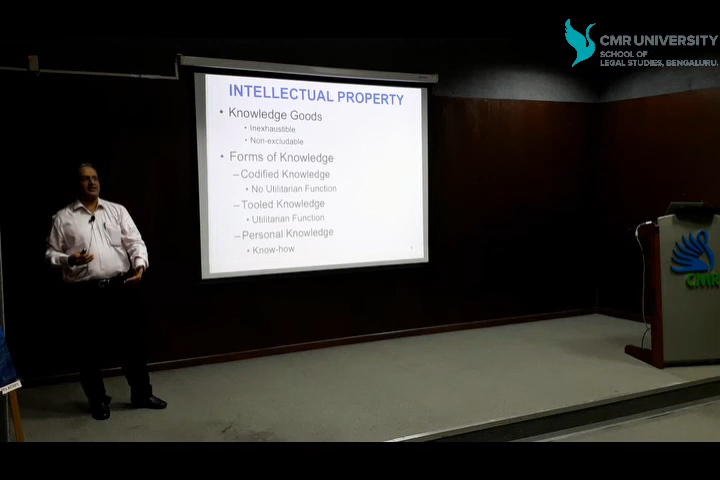 CMR UNIVERSITY
SCHOOL OF
LEGAL STUDIES, BENGALURU.
INTELLECTUAL PROPERTY
• Knowledge Goods
• Inexhaustible
• Non-excludable
• Forms of Knowledge
–Codified Knowledge
• No Utilitarian Function
–Tooled Knowledge
• Utilitarian Function
–Personal Knowledge
• Know-how
CMR